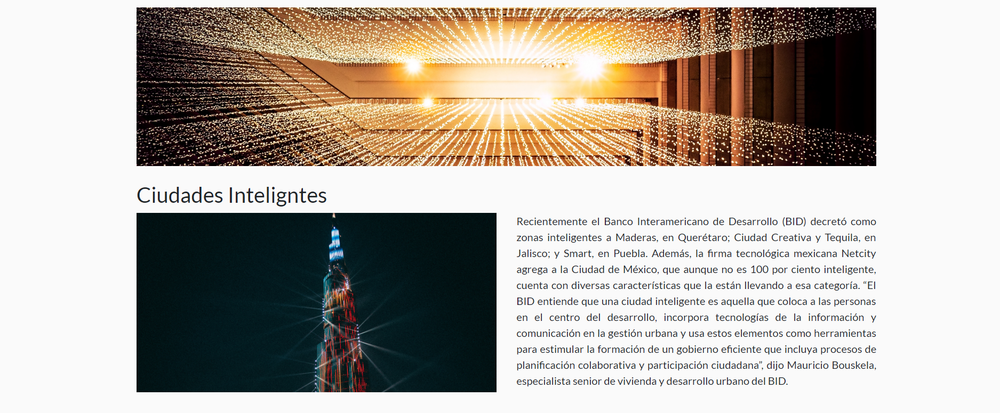 Ciudades Inteligntes
Recientemente el Banco Interamericano de Desarrollo (BID) decretó como
zonas inteligentes a Maderas, en Querétaro; Ciudad Creativa y Tequila, en
Jalisco; y Smart, en Puebla. Además, la firma tecnológica mexicana Netcity
agrega a la Ciudad de México, que aunque no es 100 por ciento inteligente,
cuenta con diversas características que la están llevando a esa categoría. “El
BID entiende que una ciudad inteligente es aquella que coloca a las personas
en el centro del desarrollo, incorpora tecnologías de la información y
comunicación en la gestión urbana y usa estos elementos como herramientas
para estimular la formación de un gobierno eficiente que incluya procesos de
planificación colaborativa y participación ciudadana”, dijo Mauricio Bouskela,
especialista senior de vivienda y desarrollo urbano del BID.